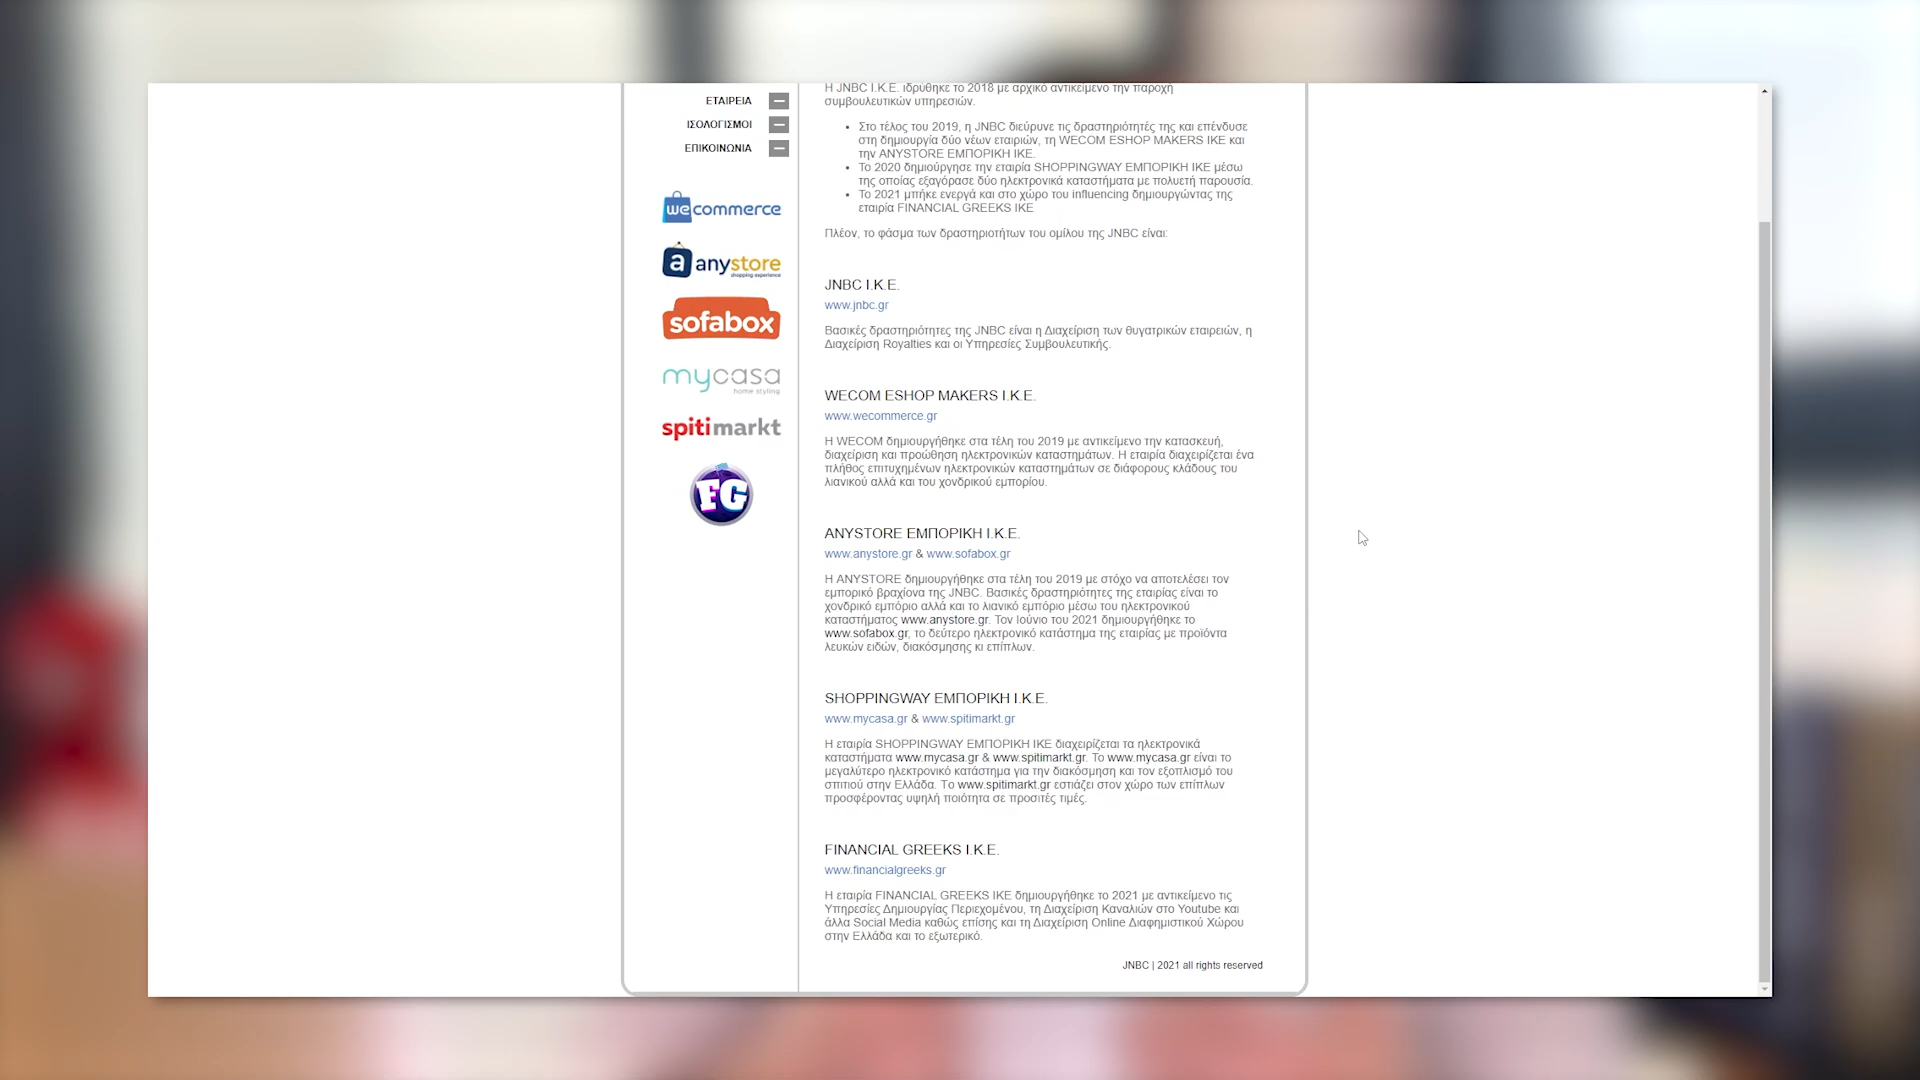 ΕΤΑΙΡΕΙΑ
ΙΣΟΛΟΓΙΣΜΟΙ
ΕΠΙΚΟΙΝΩΝΙΑ
wecommerce
a anystore
shopping experience
sofabox
mycasa
home styling
spitimarkt
FG
Η JNBC Ι.Κ.Ε. ιδρύθηκε το 2018 με αρχικό αντικείμενο την παροχή
συμβουλευτικών υπηρεσιών.
• Στο τέλος του 2019, η JNBC διεύρυνε τις δραστηριότητές της και επένδυσε
στη δημιουργία δύο νέων εταιριών, τη WECOM ESHOP MAKERS IKE και
την ANYSTORE ΕΜΠΟΡΙΚΗ ΙΚΕ.
• Το 2020 δημιούργησε την εταιρία SHOPPINGWAY ΕΜΠΟΡΙΚΗ ΙΚΕ μέσω
της οποίας εξαγόρασε δύο ηλεκτρονικά καταστήματα με πολυετή παρουσία.
• Το 2021 μπήκε ενεργά και στο χώρο του influencing δημιουργώντας της
εταιρία FINANCIAL GREEKS IKE
Πλέον, το φάσμα των δραστηριοτήτων του ομίλου της JNBC είναι:
JNBC Ι.Κ.Ε.
www.jnbc.gr
Βασικές δραστηριότητες της JNBC είναι η Διαχείριση των θυγατρικών εταιρειών, η
Διαχείριση Royalties και οι Υπηρεσίες Συμβουλευτικής.
WECOM ESHOP MAKERS Ι.Κ.Ε.
www.wecommerce.gr
Η WECOM δημιουργήθηκε στα τέλη του 2019 με αντικείμενο την κατασκευή,
διαχείριση και προώθηση ηλεκτρονικών καταστημάτων. Η εταιρία διαχειρίζεται ένα
πλήθος επιτυχημένων ηλεκτρονικών καταστημάτων σε διάφορους κλάδους του
λιανικού αλλά και του χονδρικού εμπορίου.
ANYSTORE ΕΜΠΟΡΙΚΗ Ι.Κ.Ε.
www.anystore.gr & www.sofabox.gr
Η ANYSTORE δημιουργήθηκε στα τέλη του 2019 με στόχο να αποτελέσει τον
εμπορικό βραχίονα της JNBC. Βασικές δραστηριότητες της εταιρίας είναι το
χονδρικό εμπόριο αλλά και το λιανικό εμπόριο μέσω του ηλεκτρονικού
καταστήματος www.anystore.gr. Τον Ιούνιο του 2021 δημιουργήθηκε το
www.sofabox.gr, το δεύτερο ηλεκτρονικό κατάστημα της εταιρίας με προϊόντα
λευκών ειδών, διακόσμησης κι επίπλων.
SHOPPINGWAY ΕΜΠΟΡΙΚΗ Ι.Κ.Ε.
www.mycasa.gr & www.spitimarkt.gr
Η εταιρία SHOPPINGWAY ΕΜΠΟΡΙΚΗ ΙΚΕ διαχειρίζεται τα ηλεκτρονικά
καταστήματα www.mycasa.gr & www.spitimarkt.gr. Το www.mycasa.gr είναι το
μεγαλύτερο ηλεκτρονικό κατάστημα για την διακόσμηση και τον εξοπλισμό του
σπιτιού στην Ελλάδα. Το www.spitimarkt.gr εστιάζει στον χώρο των επίπλων
προσφέροντας υψηλή ποιότητα σε προσιτές τιμές.
FINANCIAL GREEKS Ι.Κ.Ε.
www.financialgreeks.gr
Η εταιρία FINANCIAL GREEKS IKE δημιουργήθηκε το 2021 με αντικείμενο τις
Υπηρεσίες Δημιουργίας Περιεχομένου, τη Διαχείριση Καναλιών στο Youtube και
άλλα Social Media καθώς επίσης και τη Διαχείριση Online Διαφημιστικού Χώρου
στην Ελλάδα και το εξωτερικό.
JNBC | 2021 all rights reserved